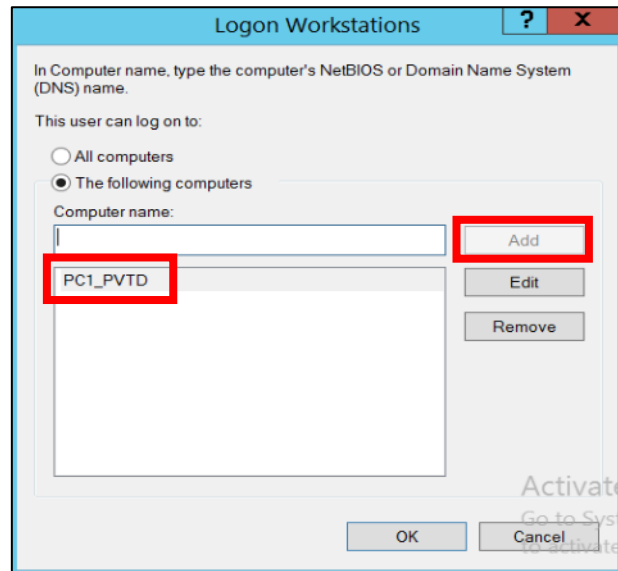 Logon Workstations
?
X
In Computer name, type the computer's NetBIOS or Domain Name System
(DNS) name.
This user can log on to:
All computers
The following computers
Computer name:
Add
PC1_PVTD
Edit
Remove
Activate
Go to Sys
OK
Cancel
to activate